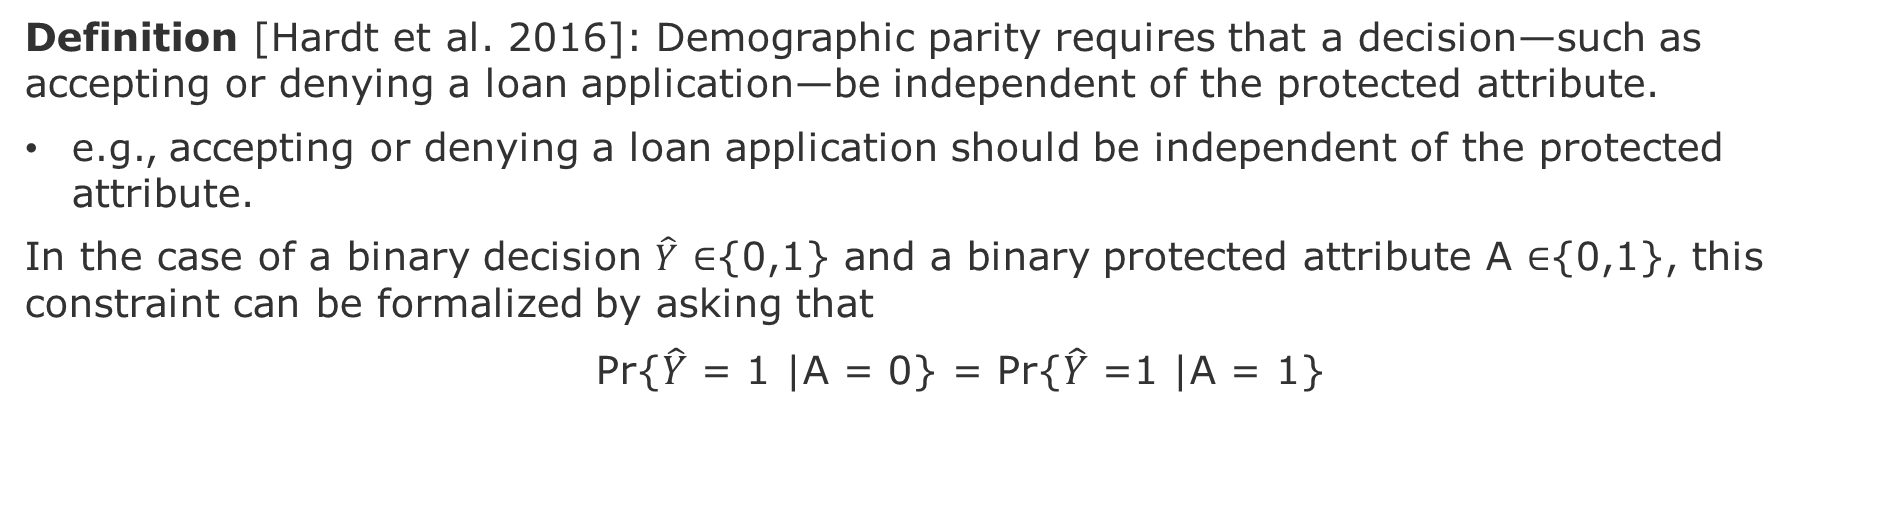 Definition [Hardt et al. 2016]: Demographic parity requires that a decision—such as
accepting or denying a loan application—be independent of the protected attribute.
• e.g., accepting or denying a loan application should be independent of the protected
attribute.
In the case of a binary decision Ŷ ∈{0,1} and a binary protected attribute A ∈{0,1}, this
constraint can be formalized by asking that
Pr{Ŷ = 1 |A = 0} = Pr{Ŷ =1 |A = 1}